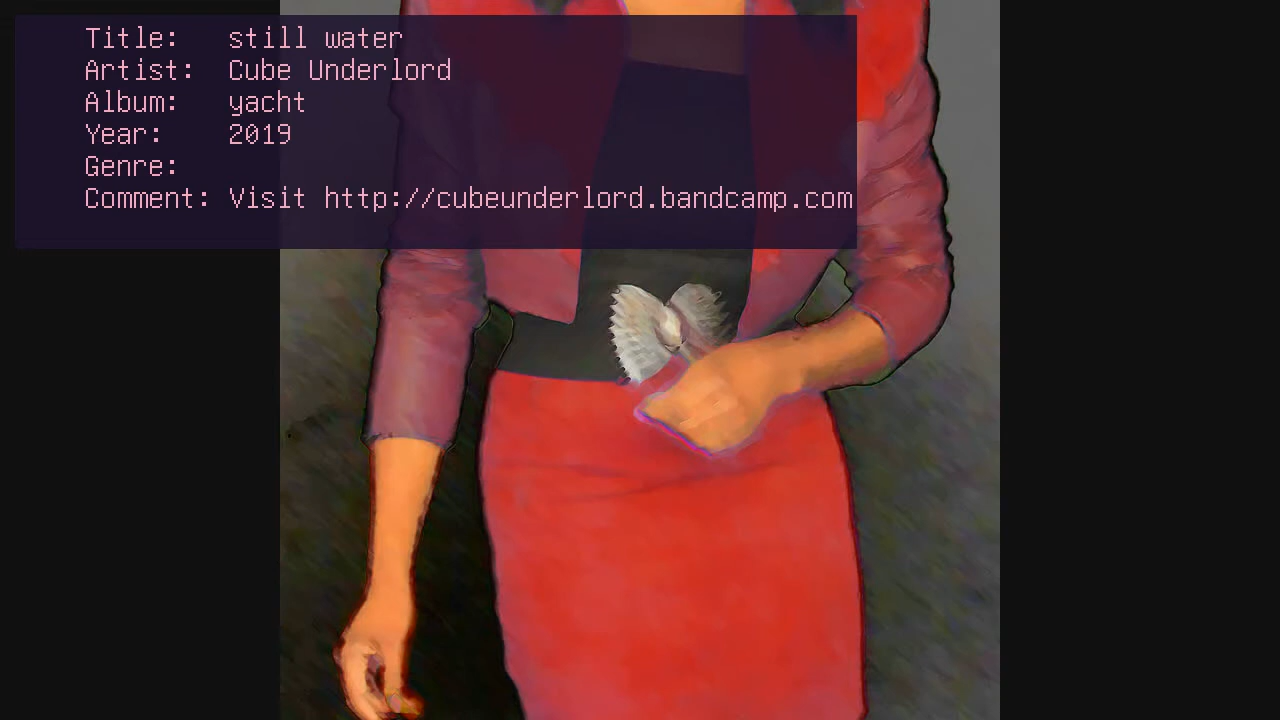 Title: still water
Artist: Cube Underlord
Album: yacht
Year: 2019
Genre:
Comment: Visit http://cubeunderlord.bandcamp.com